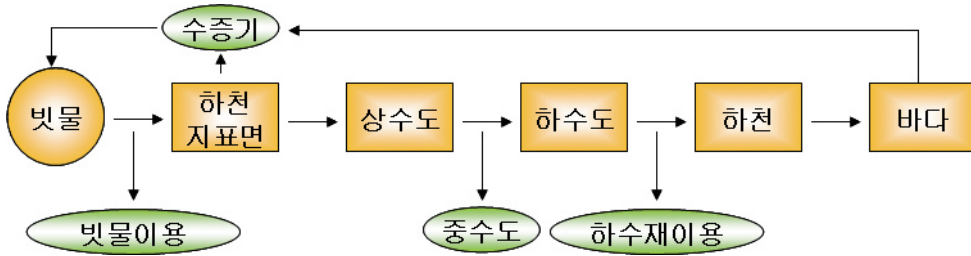 수증기
빗물
하천
지표면
상수도
하수도
하천
바다
빗물이용
중수도
하수재이용